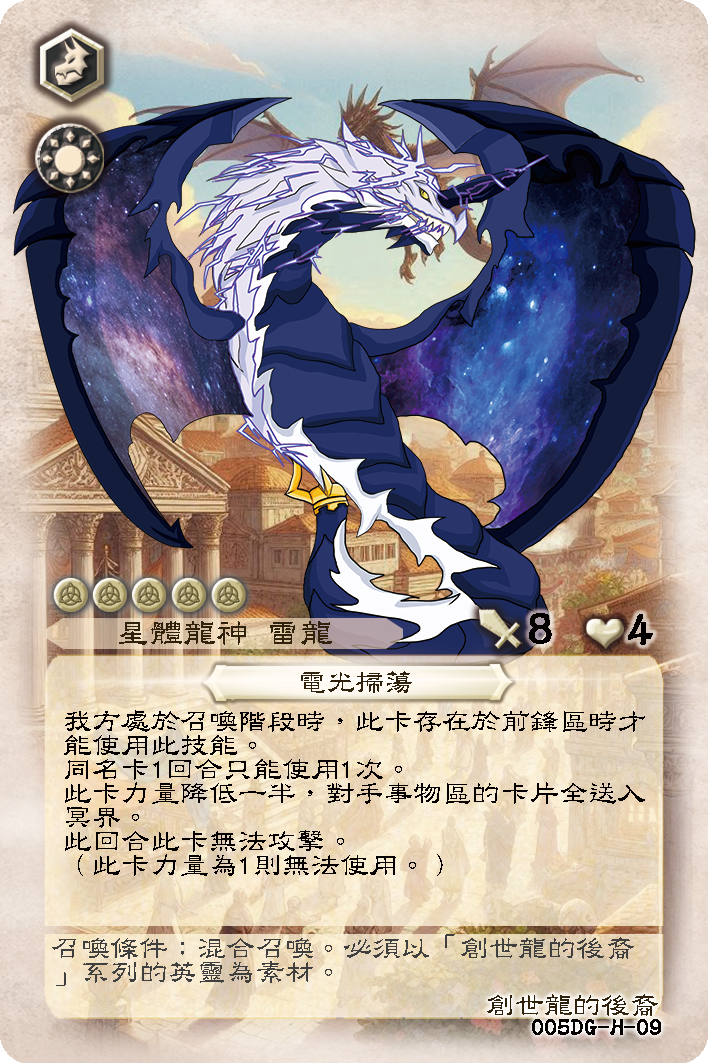 星體龍神 雷龍
8
4
電光掃蕩
我方處於召喚階段時，此卡存在於前鋒區時才
能使用此技能。
同名卡1回合只能使用1次。
此卡力量降低一半，對手事物區的卡片全送入
冥界。
此回合此卡無法攻擊。
（此卡力量為1則無法使用。）
召喚條件：混合召喚。必須以「創世龍的後裔
」系列的英靈為素材。
創世龍的後裔
005DG-H-09